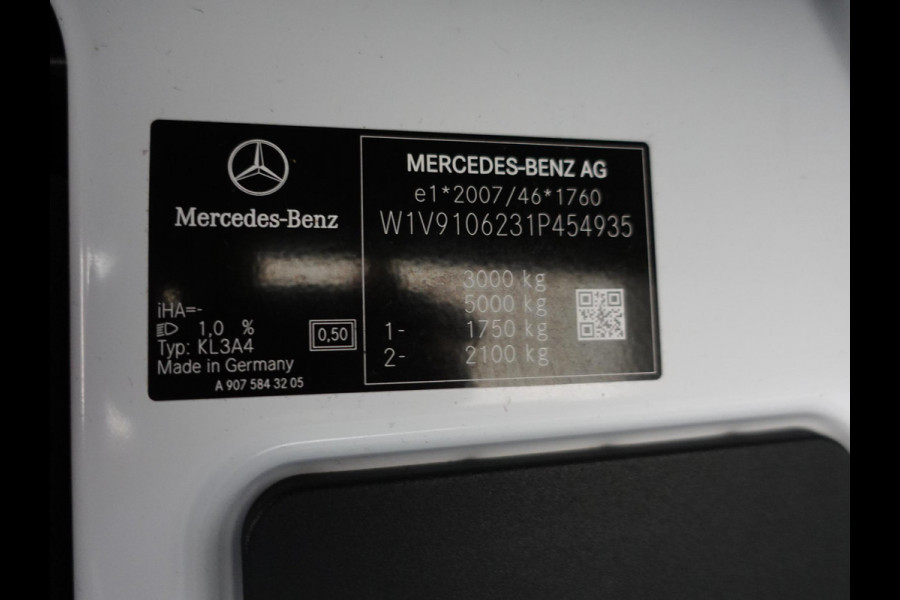 Mercedes-Benz
iHA=-
1,0 %
Typ: KL3A4
Made in Germany
A 907 584 32 05
0,50
MERCEDES-BENZ AG
e1*2007/46*1760
W1V9106231P454935
3000 kg
5000 kg
1- 1750 kg
2- 2100 kg